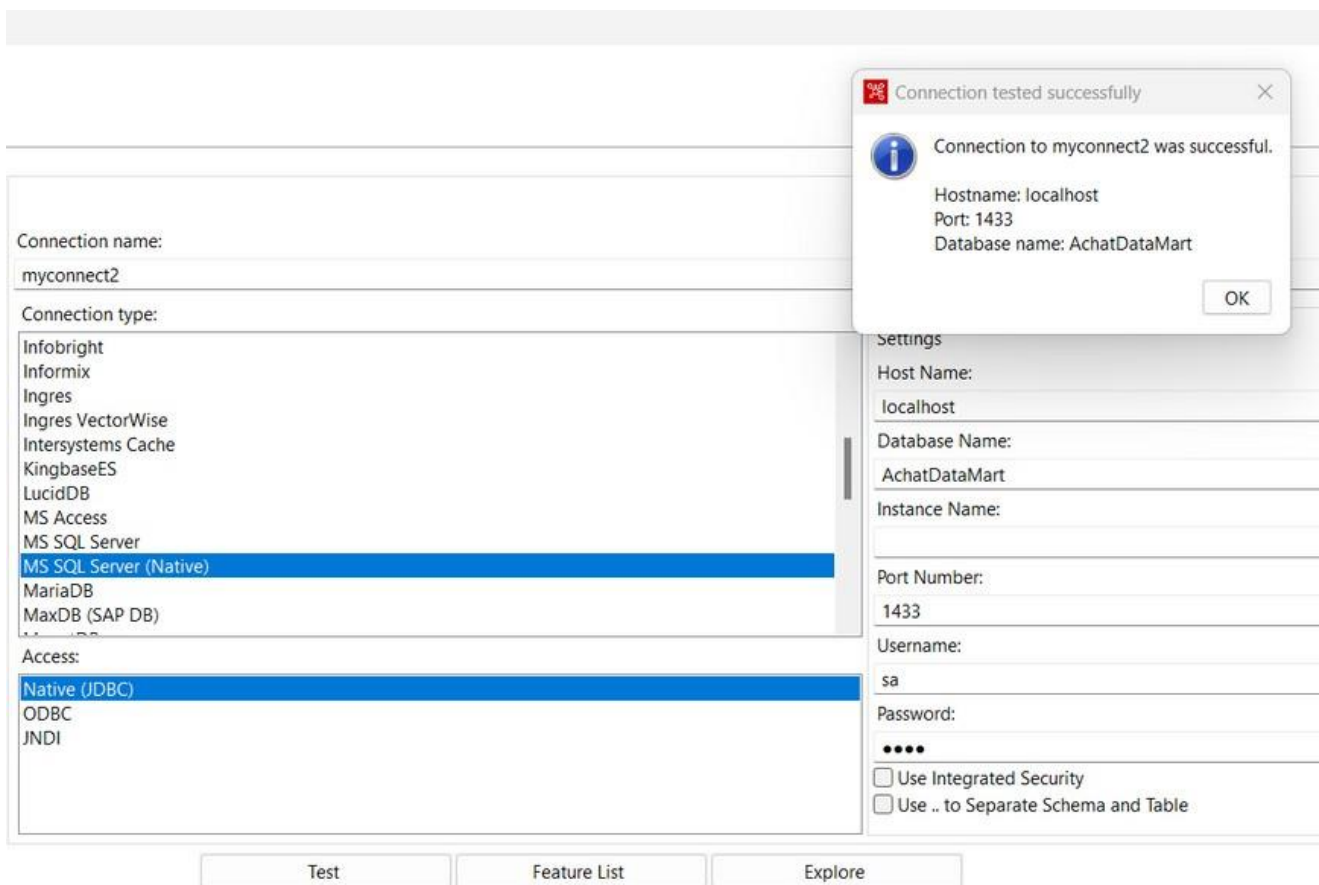 Connection tested successfully
Connection to myconnect2 was successful.
Hostname: localhost
Port: 1433
Database name: AchatDataMart
OK
Connection name:
myconnect2
Connection type:
Infobright
Informix
Ingres
Ingres VectorWise
Intersystems Cache
KingbaseES
LucidDB
MS Access
MS SQL Server
MS SQL Server (Native)
MariaDB
MaxDB (SAP DB)
Access:
Native (JDBC)
ODBC
JNDI
Settings
Host Name:
localhost
Database Name:
AchatDataMart
Instance Name:
Port Number:
1433
Username:
sa
Password:
••••
Use Integrated Security
Use .. to Separate Schema and Table
Test
Feature List
Explore